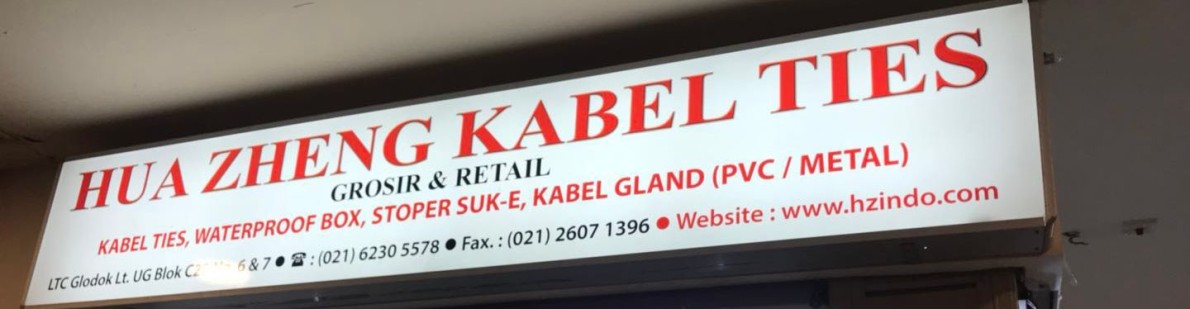 HUA ZHENG KABEL TIES
GROSIR & RETAIL
KABEL TIES, WATERPROOF BOX, STOPER SUK-E, KABEL GLAND (PVC / METAL)
LTC Glodok Lt. UG Blok 6 & 7 ● ☎ : (021) 6230 5578 ● Fax. : (021) 2607 1396 ● Website : www.hzindo.com